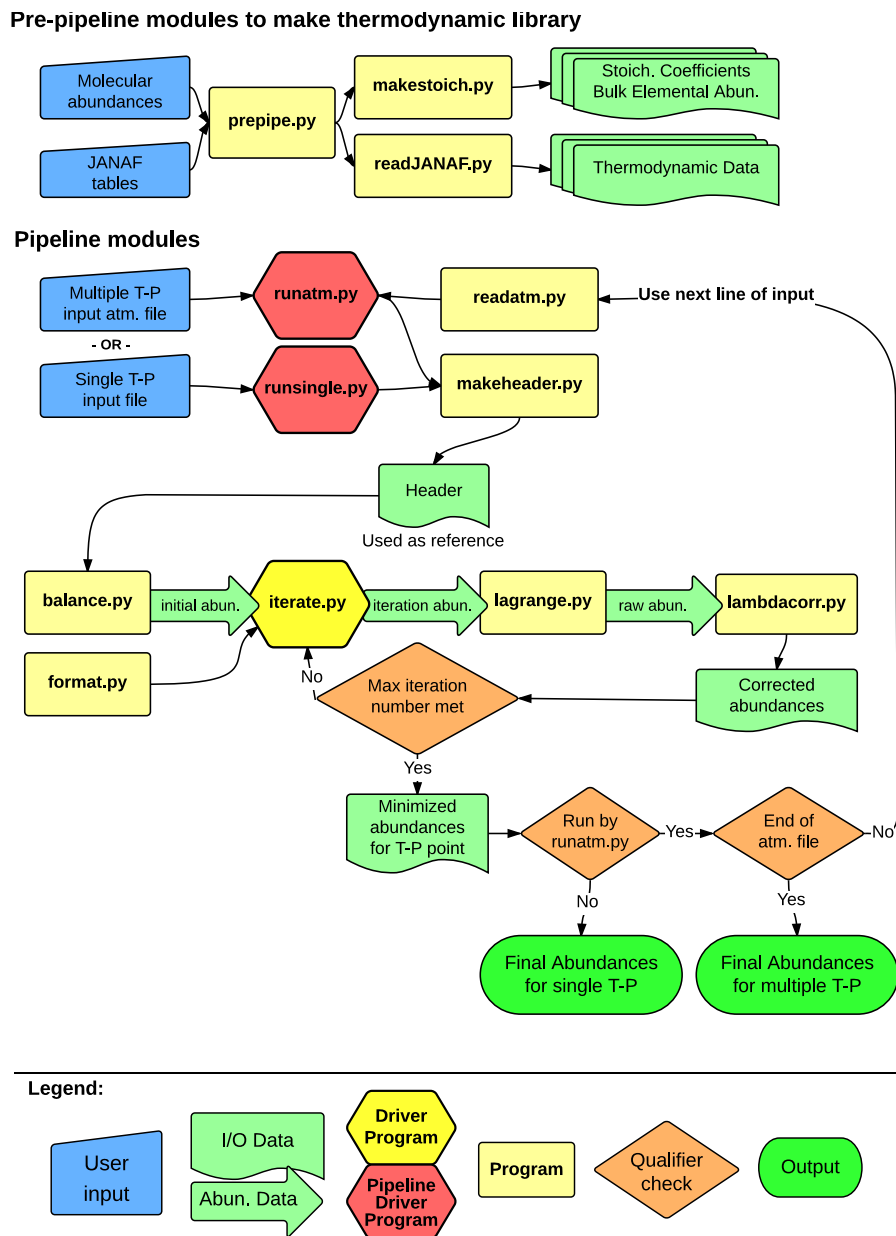 Pre-pipeline modules to make thermodynamic library
Molecular
abundances
JANAF
tables
prepipe.py
makestoich.py
readJANAF.py
Stoich. Coefficients
Bulk Elemental Abun.
Thermodynamic Data
Pipeline modules
Multiple T-P
input atm. file
- OR -
Single T-P
input file
runatm.py
runsingle.py
readatm.py
makeheader.py
Use next line of input
Header
Used as reference
balance.py
initial abun.
iterate.py
iteration abun.
lagrange.py
raw abun.
lambdacorr.py
format.py
No
Max iteration
number met
Corrected
abundances
Yes
Minimized
abundances
for T-P point
Run by
runatm.py
Yes
End of
atm. file
No
No
Yes
Final Abundances
for single T-P
Final Abundances
for multiple T-P
Legend:
User
input
I/O Data
Abun. Data
Driver
Program
Pipeline
Driver
Program
Program
Qualifier
check
Output